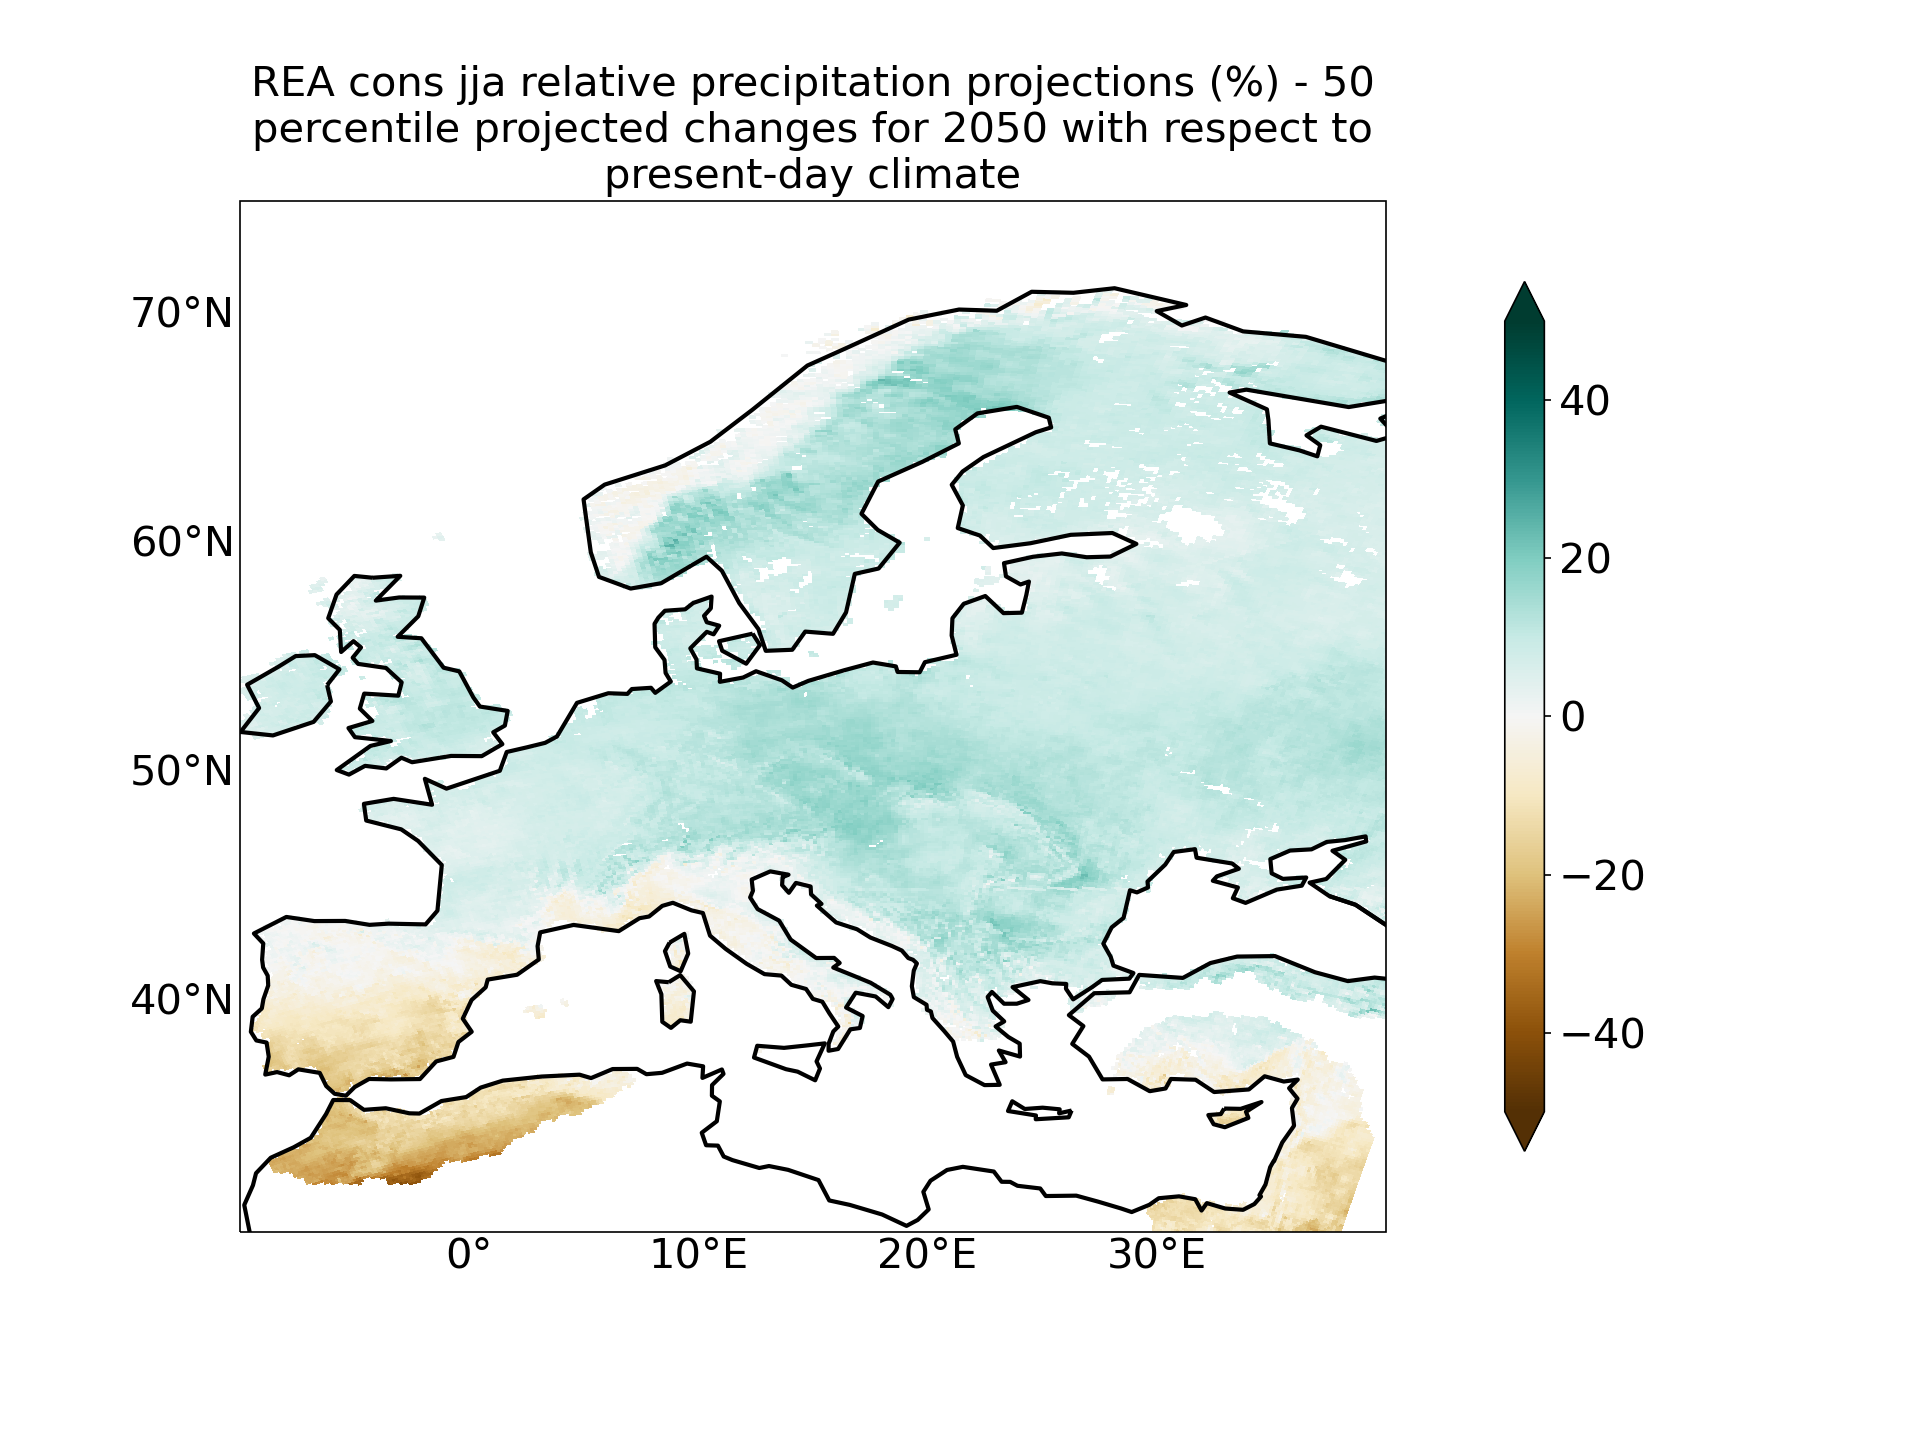 REA cons jja relative precipitation projections (%) - 50
percentile projected changes for 2050 with respect to
present-day climate
70°N
60°N
50°N
40°N
0°
10°E
20°E
30°E
40
20
0
−20
−40